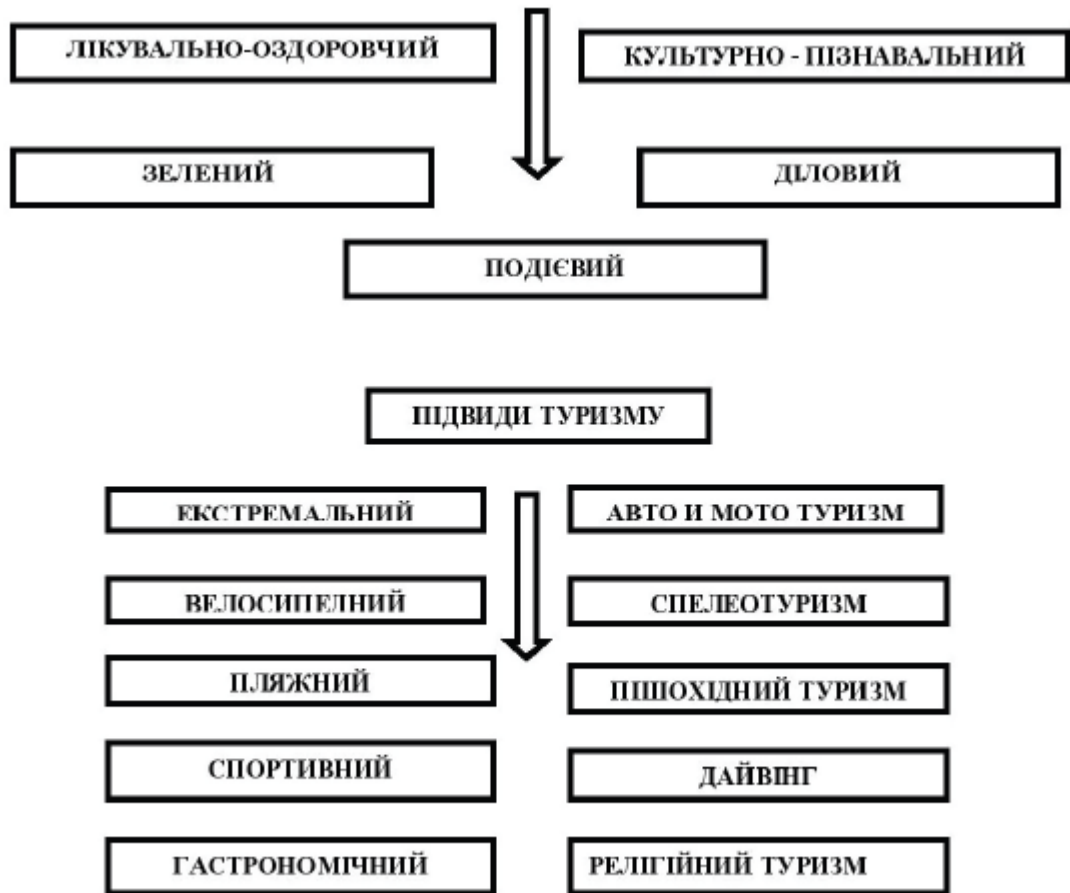 ЛІКУВАЛЬНО-ОЗДОРОВЧИЙ
КУЛЬТУРНО - ПІЗНАВАЛЬНИЙ
ЗЕЛЕНИЙ
ДІЛОВИЙ
ПОДІЄВИЙ
ПІДВИДИ ТУРИЗМУ
ЕКСТРЕМАЛЬНИЙ
АВТО И МОТО ТУРИЗМ
ВЕЛОСИПЕДНИЙ
СПЕЛЕОТУРИЗМ
ПЛЯЖНИЙ
ПІШОХІДНИЙ ТУРИЗМ
СПОРТИВНИЙ
ДАЙВІНГ
ГАСТРОНОМІЧНИЙ
РЕЛІГІЙНИЙ ТУРИЗМ